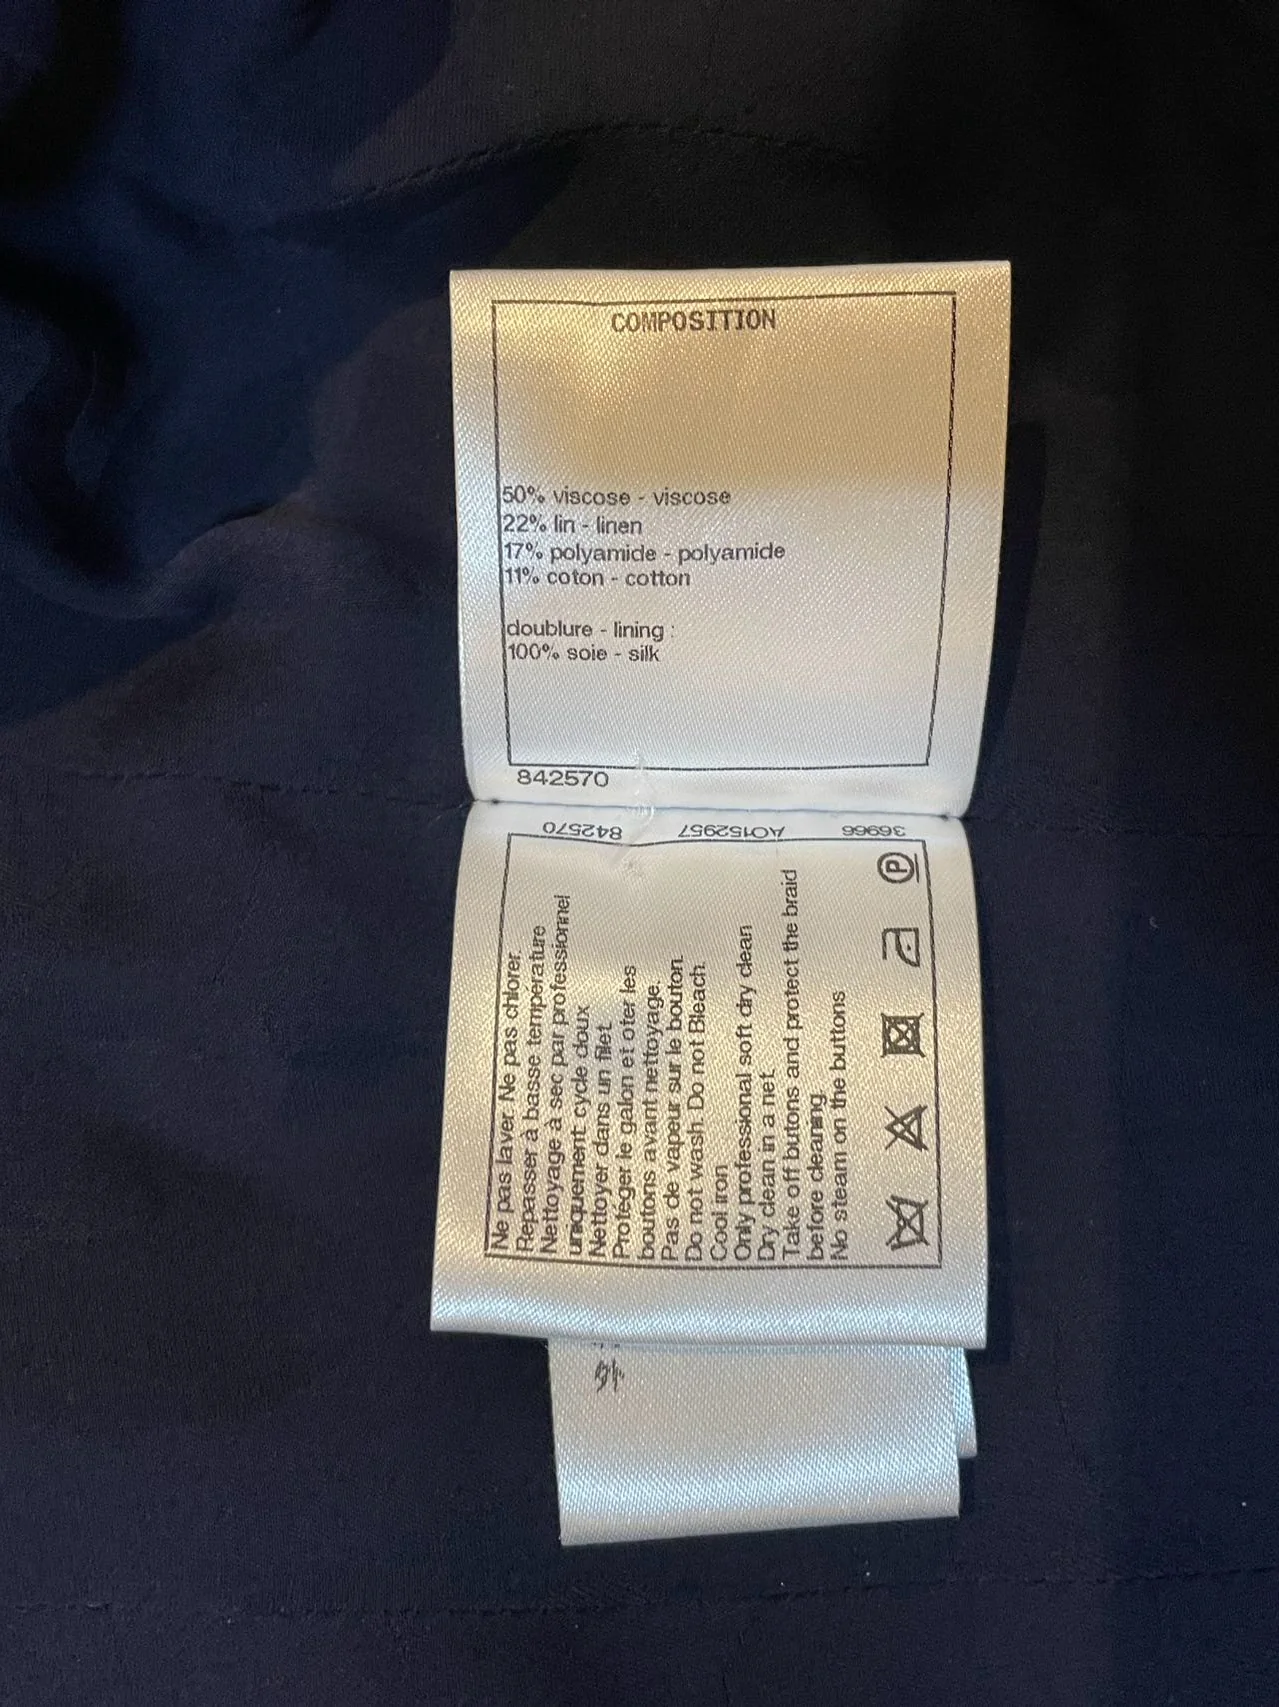 COMPOSITION
50% viscose - viscose
22% lin - linen
17% polyamide - polyamide
11% coton - cotton
doublure - lining :
100% soie - silk
842570
842570 AO152957 36966
Ne pas laver. Ne pas chlorer.
Repasser à basse température
Nettoyage à sec par professionnel
uniquement: cycle doux
Nettoyer dans un filet.
Protéger le galon et oter les
boutons avant nettoyage.
Pas de vapeur sur le bouton.
Do not wash. Do not Bleach.
Cool iron
Only professional soft dry clean
Dry clean in a net.
Take off buttons and protect the braid
before cleaning.
No steam on the buttons
P